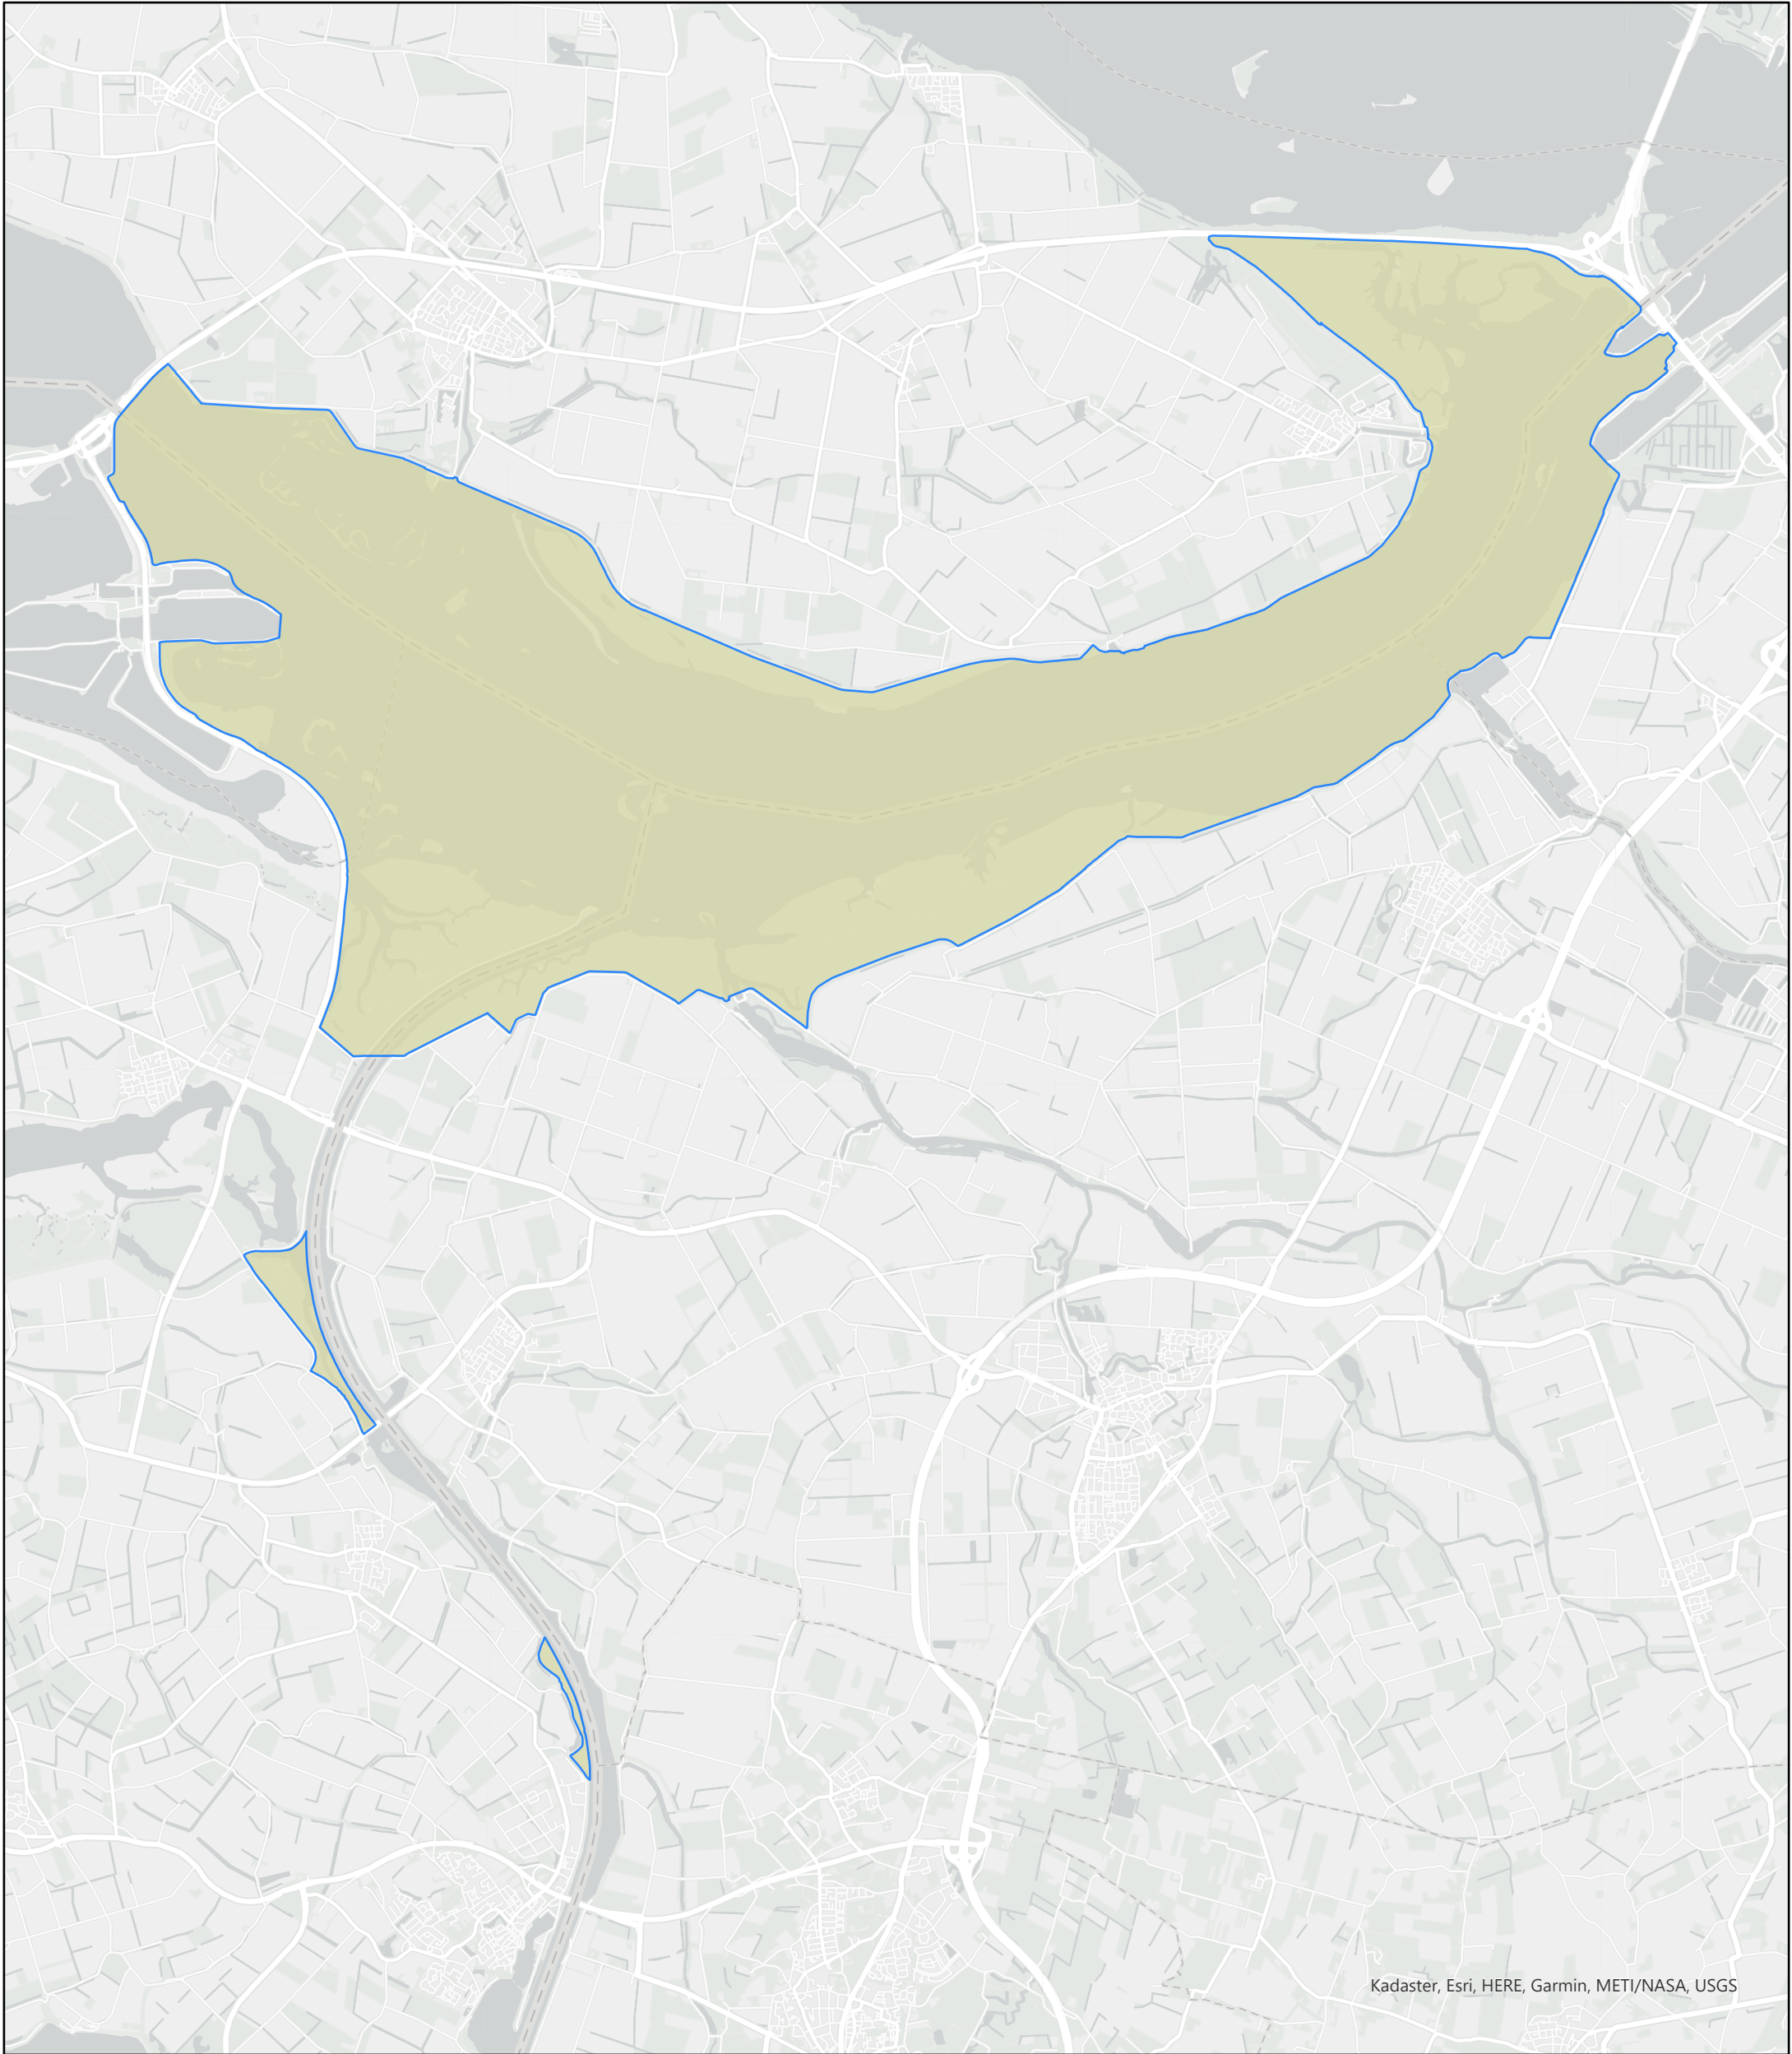 Kadaster, Esri, HERE, Garmin, METI/NASA, USGS